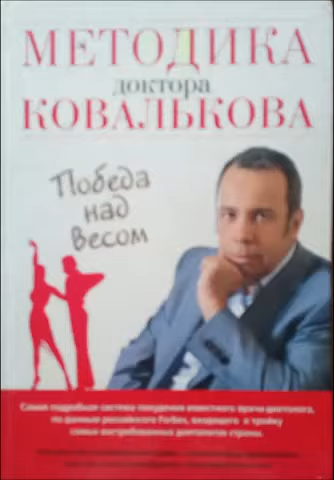 МЕТОДИКА
доктора
КОВАЛЬКОВА
Победа
над
Весом
Самая подробная система похудения известного врача-диетолога,
по данным российского Forbes, входящего в тройку
самых востребованных диетологов страны.